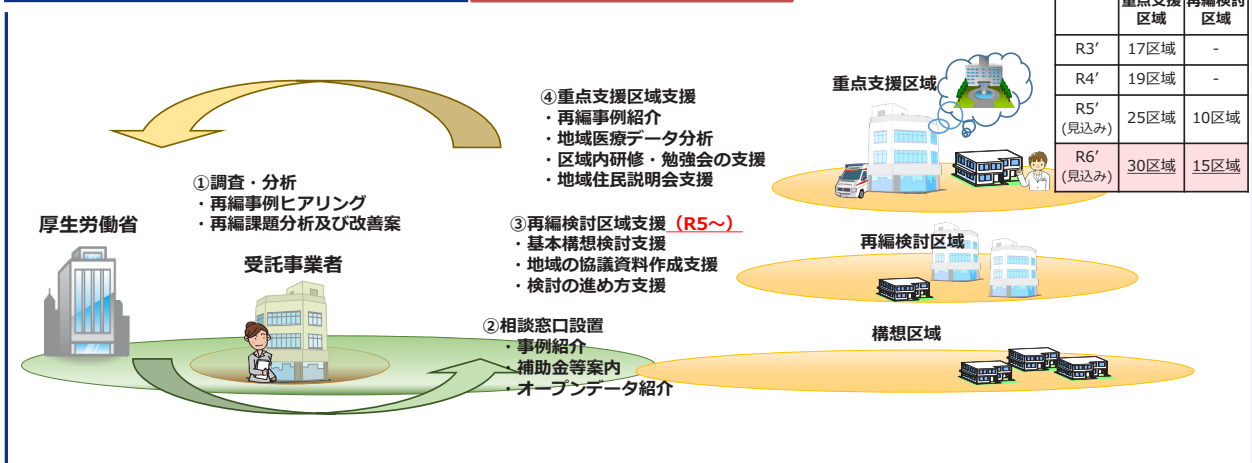 重点支援 再編検討
区域 区域
R3′ 17区域 -
R4′ 19区域 -
R5′
(見込み) 25区域 10区域
R6′
(見込み) 30区域 15区域
重点支援区域
④重点支援区域支援
・再編事例紹介
・地域医療データ分析
・区域内研修・勉強会の支援
・地域住民説明会支援
①調査・分析
・再編事例ヒアリング
・再編課題分析及び改善案
厚生労働省
受託事業者
③再編検討区域支援(R5～)
・基本構想検討支援
・地域の協議資料作成支援
・検討の進め方支援
再編検討区域
②相談窓口設置
・事例紹介
・補助金等案内
・オープンデータ紹介
構想区域